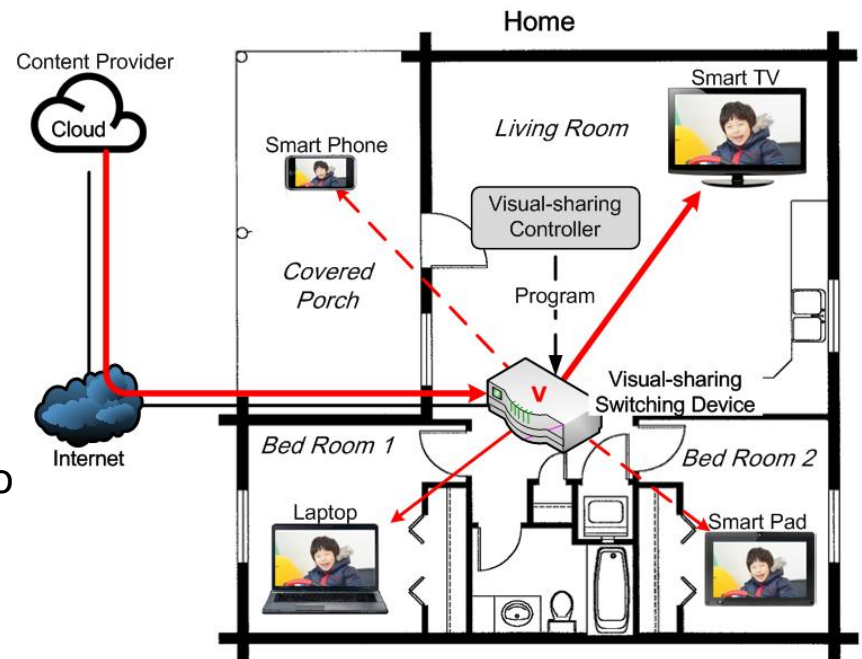 Home
Content Provider
Cloud
Smart TV
Living Room
Smart Phone
Visual-sharing
Controller
Covered
Porch
Program
V
Visual-sharing
Switching Device
Internet
Bed Room 1
Bed Room 2
Laptop
Smart Pad
o